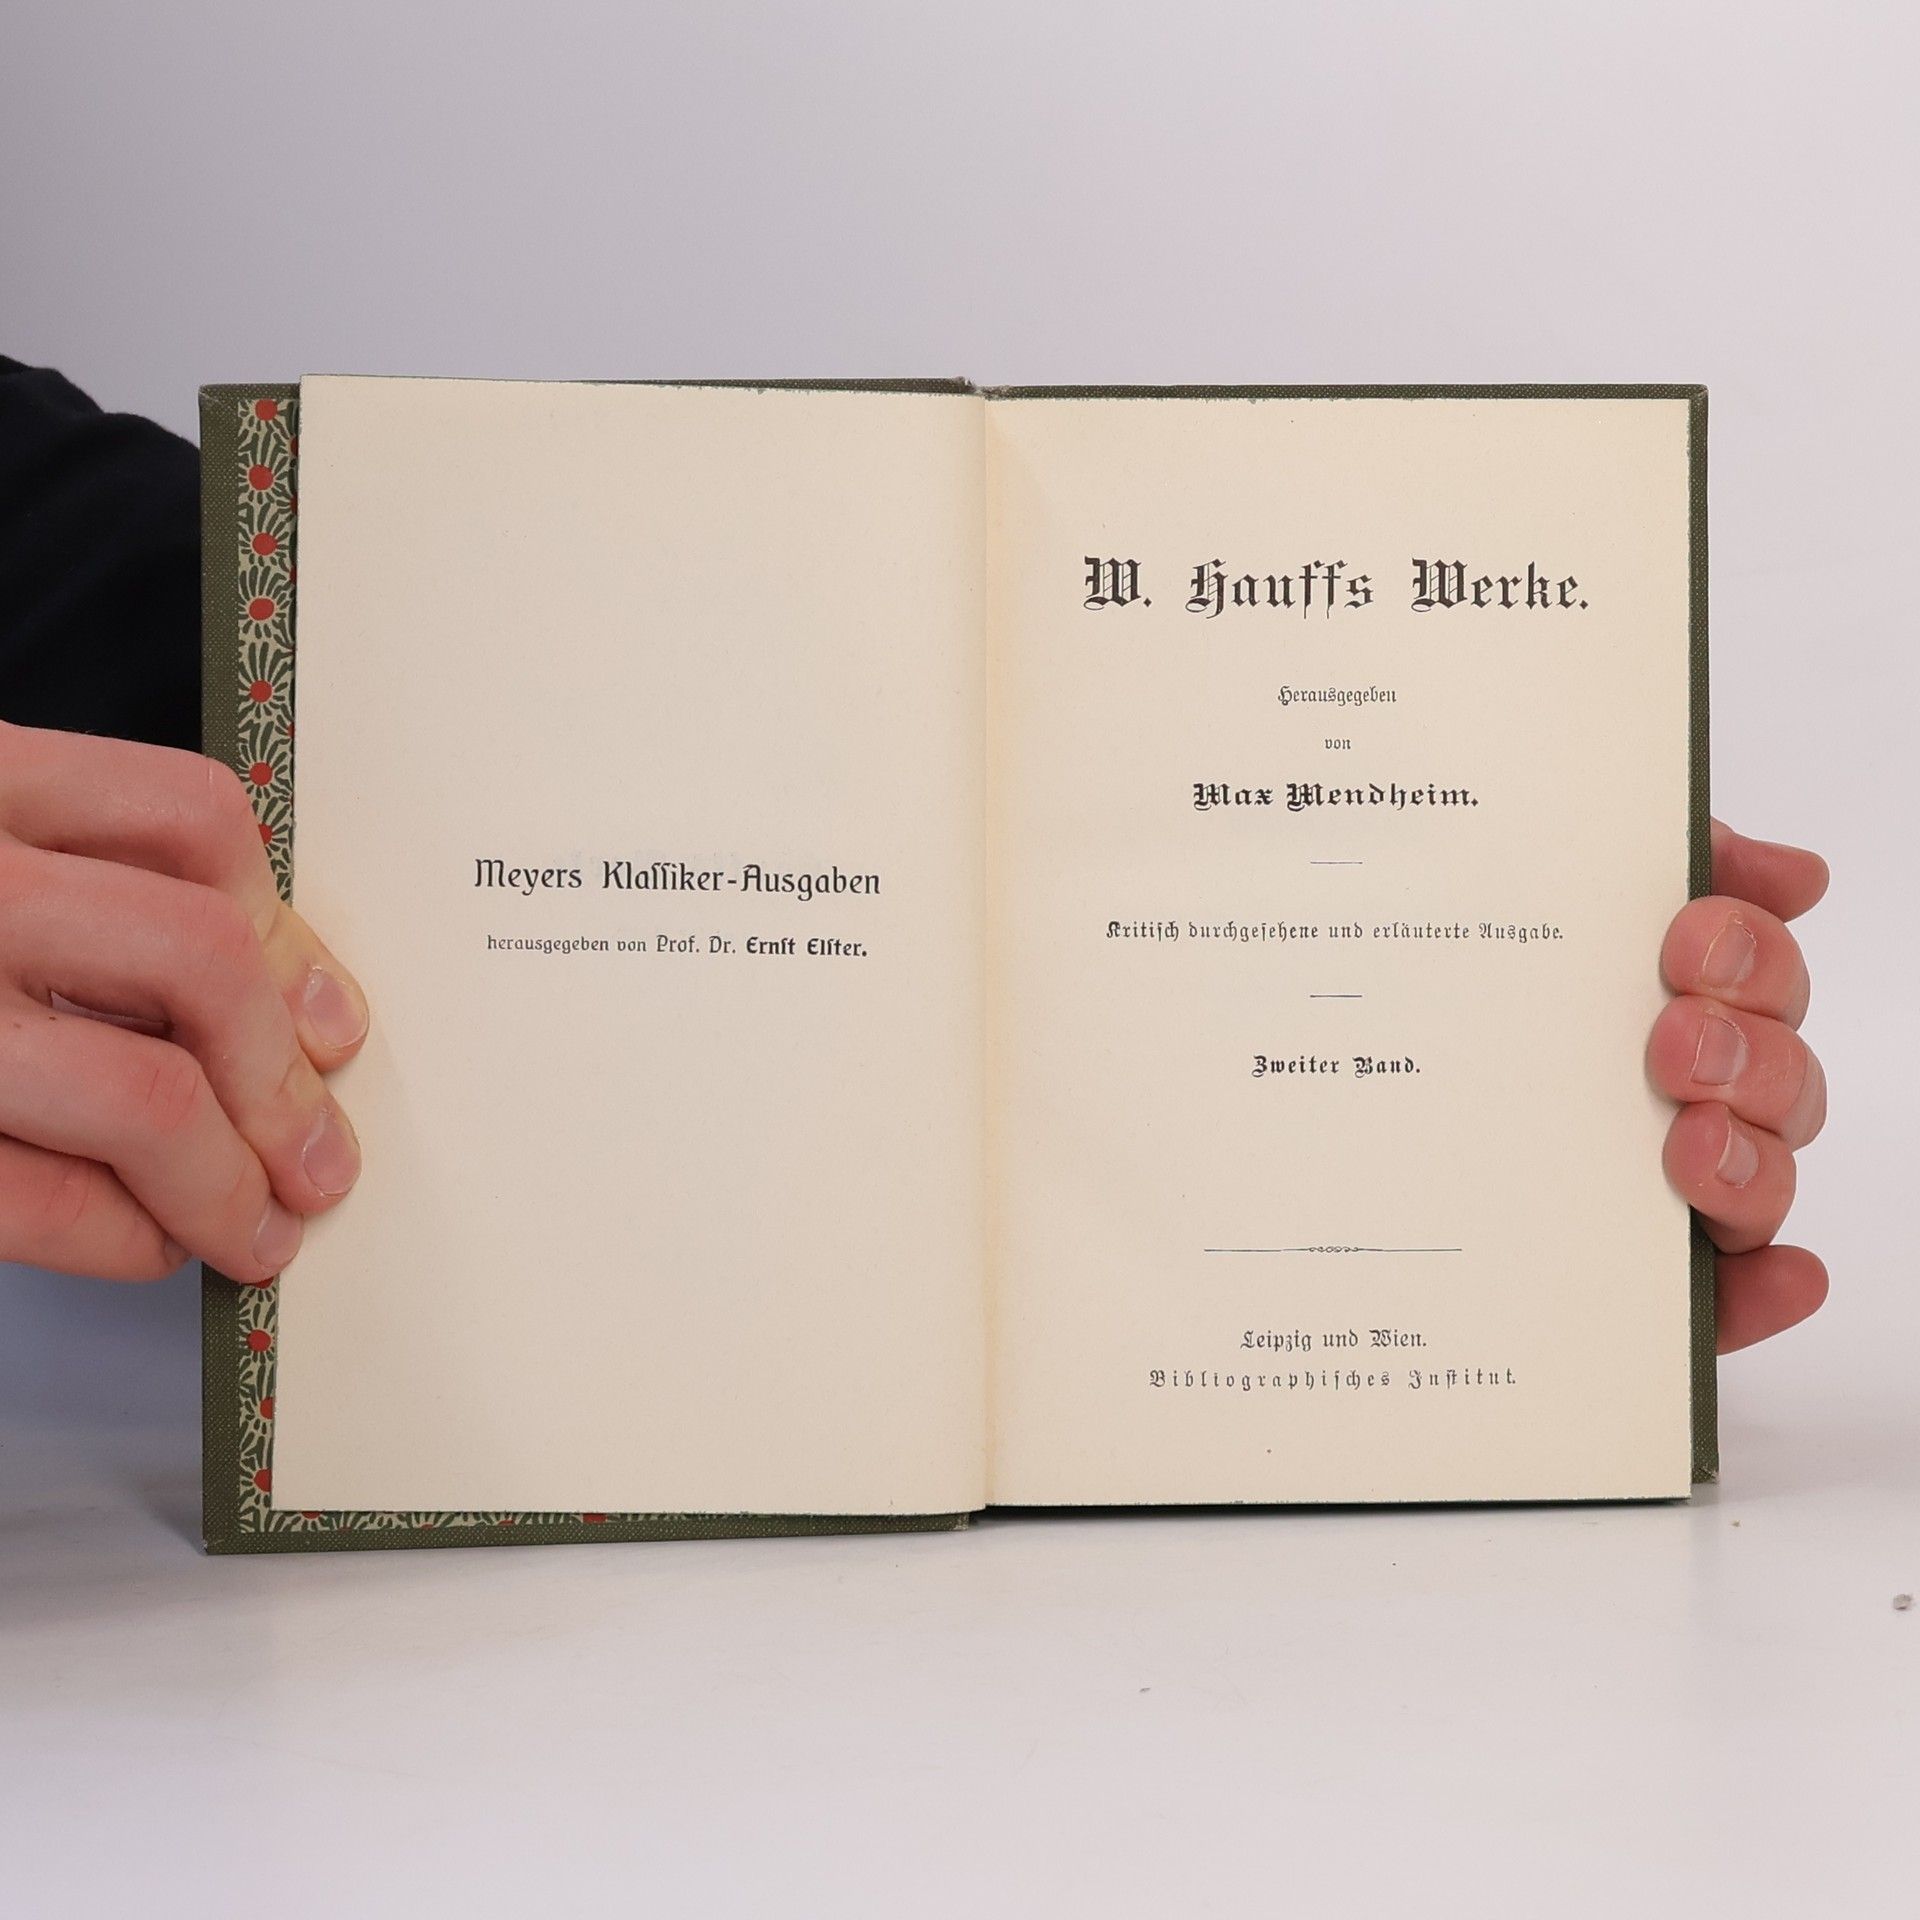 Meyers Klaſſiker-Ausgaben
herausgegeben von Prof. Dr. Ernſt Elſter.
W. Hauffs Werke.
Herausgegeben
von
Max Mendheim.
Kritiſch durchgeſehene und erläuterte Ausgabe.
Zweiter Band.
Leipzig und Wien.
Bibliographiſches Inſtitut.